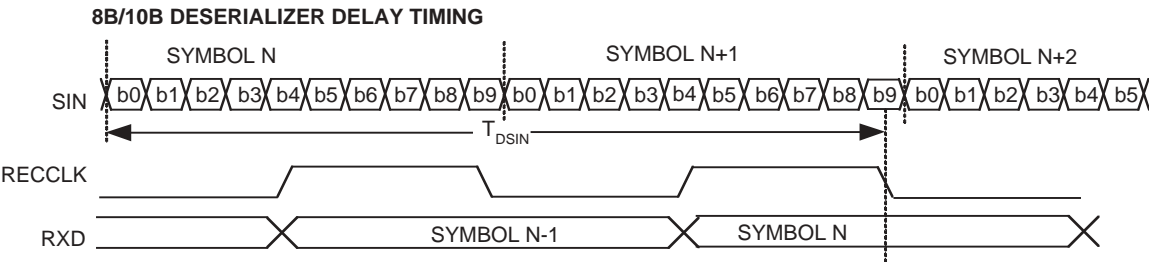 8B/10B DESERIALIZER DELAY TIMING
SYMBOL N SYMBOL N+1 SYMBOL N+2
SIN b0 b1 b2 b3 b4 b5 b6 b7 b8 b9 b0 b1 b2 b3 b4 b5 b6 b7 b8 b9 b0 b1 b2 b3 b4 b5
TDSIN
RECCLK
RXD SYMBOL N-1 SYMBOL N